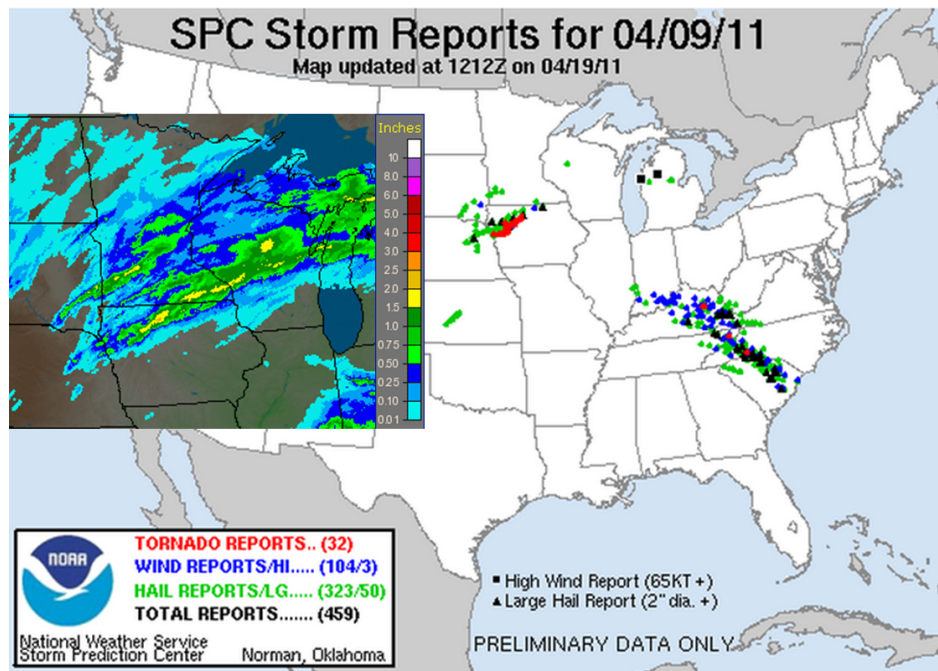 SPC Storm Reports for 04/09/11
Map updated at 1212Z on 04/19/11
Inches
10
8.0
6.0
5.0
4.0
3.0
2.5
2.0
1.5
1.0
0.75
0.50
0.25
0.10
0.01
NOAA
TORNADO REPORTS.. (32)
WIND REPORTS/HI..... (104/3)
HAIL REPORTS/LG..... (323/50)
TOTAL REPORTS....... (459)
National Weather Service
Storm Prediction Center Norman, Oklahoma
High Wind Report (65KT +)
Large Hail Report (2" dia. +)
PRELIMINARY DATA ONLY